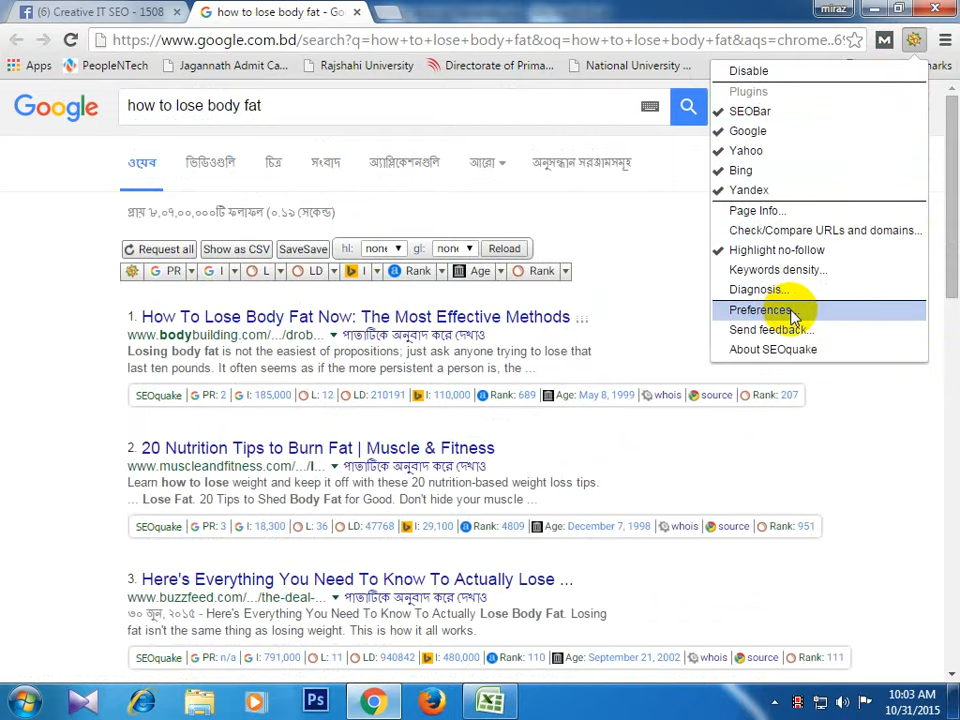 (6) Creative IT SEO - 1508
how to lose body fat - Go
miraz
https://www.google.com.bd/search?q=how+to+lose+body+fat&oq=how+to+lose+body+fat&aqs=chrome..6
Apps
PeopleNTech
Jagannath Admit Ca...
Rajshahi University
Directorate of Prima...
Google
how to lose body fat
ওয়েব
ভিডিওগুলি
চিত্র
সংবাদ
অ্যাপ্লিকেশনগুলি
আরো
অনুসন্ধান সরঞ্জামসমূহ
প্রায় ৮,০৭,০০,০০০টি ফলাফল (০.১৯ সেকেন্ড)
Request all
Show as CSV
SaveSave
hl:
none
gl:
none
Reload
PR
I
L
LD
I
Rank
Age
Rank
1. How To Lose Body Fat Now: The Most Effective Methods ...
www.bodybuilding.com/.../drob... পাতাটিকে অনুবাদ করে দেখাও
Losing body fat is not the easiest of propositions; just ask anyone trying to lose that
last ten pounds. It often seems as if the more persistent a person is, the ...
SEOquake PR: 2 I: 185,000 L: 12 LD: 210191 I: 110,000 Rank: 689 Age: May 8, 1999 whois source Rank: 207
2. 20 Nutrition Tips to Burn Fat | Muscle & Fitness
www.muscleandfitness.com/.../l... পাতাটিকে অনুবাদ করে দেখাও
Learn how to lose weight and keep it off with these 20 nutrition-based weight loss tips.
... Lose Fat. 20 Tips to Shed Body Fat for Good. Don't hide your muscle ...
SEOquake PR: 3 I: 18,300 L: 36 LD: 47768 I: 29,100 Rank: 4809 Age: December 7, 1998 whois source Rank: 951
3. Here's Everything You Need To Know To Actually Lose ...
www.buzzfeed.com/.../the-deal-... পাতাটিকে অনুবাদ করে দেখাও
৩০ জুন, ২০১৫ - Here's Everything You Need To Know To Actually Lose Body Fat. Losing
fat isn't the same thing as losing weight. This is how it all works.
SEOquake PR: n/a I: 791,000 L: 11 LD: 940842 I: 480,000 Rank: 110 Age: September 21, 2002 whois source Rank: 111
Disable
Plugins
SEOBar
Google
Yahoo
Bing
Yandex
Page Info...
Check/Compare URLs and domains...
Highlight no-follow
Keywords density...
Diagnosis...
Preferences...
Send feedback...
About SEOquake
10:03 AM
10/31/2015